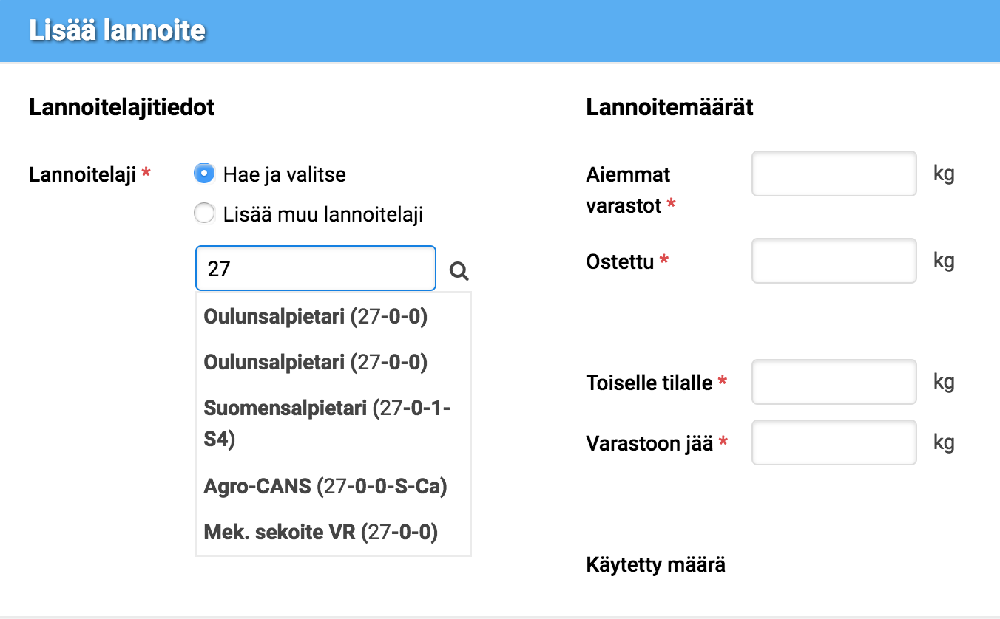 Lisää lannoite
Lannoitelajitiedot
Lannoitelaji *
Hae ja valitse
Lisää muu lannoitelaji
27
Oulunsalpietari (27-0-0)
Oulunsalpietari (27-0-0)
Suomensalpietari (27-0-1-
S4)
Agro-CANS (27-0-0-S-Ca)
Mek. sekoite VR (27-0-0)
Lannoitemäärät
Aiemmat
varastot *
kg
Ostettu *
kg
Toiselle tilalle *
kg
Varastoon jää *
kg
Käytetty määrä